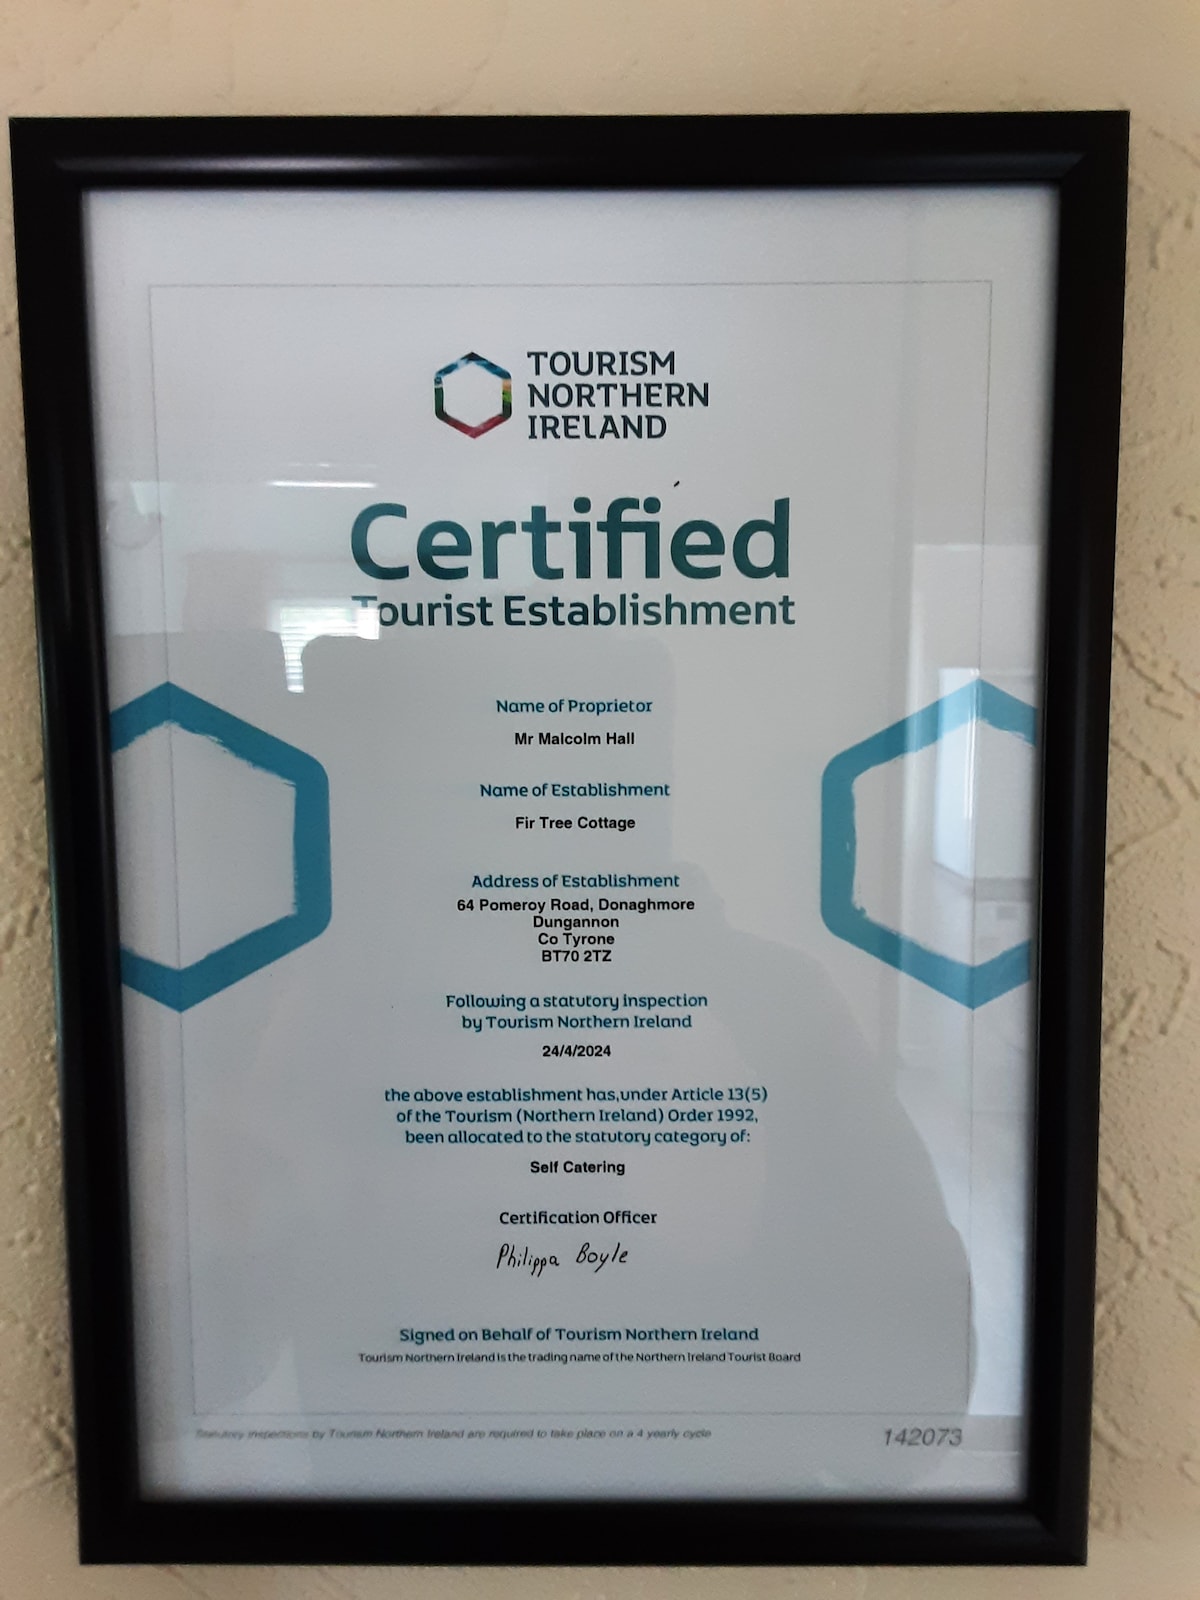 TOURISM
NORTHERN
IRELAND
Certified
Tourist Establishment
Name of Proprietor
Mr Malcolm Hall
Name of Establishment
Fir Tree Cottage
Address of Establishment
64 Pomeroy Road, Donaghmore
Dungannon
Co Tyrone
BT70 2TZ
Following a statutory inspection
by Tourism Northern Ireland
24/4/2024
the above establishment has,under Article 13(5)
of the Tourism (Northern Ireland) Order 1992,
been allocated to the statutory category of:
Self Catering
Certification Officer
Philippa Boyle
Signed on Behalf of Tourism Northern Ireland
Tourism Northern Ireland is the trading name of the Northern Ireland Tourist Board
Statutory inspections by Tourism Northern Ireland are required to take place on a 4 yearly cycle
142073